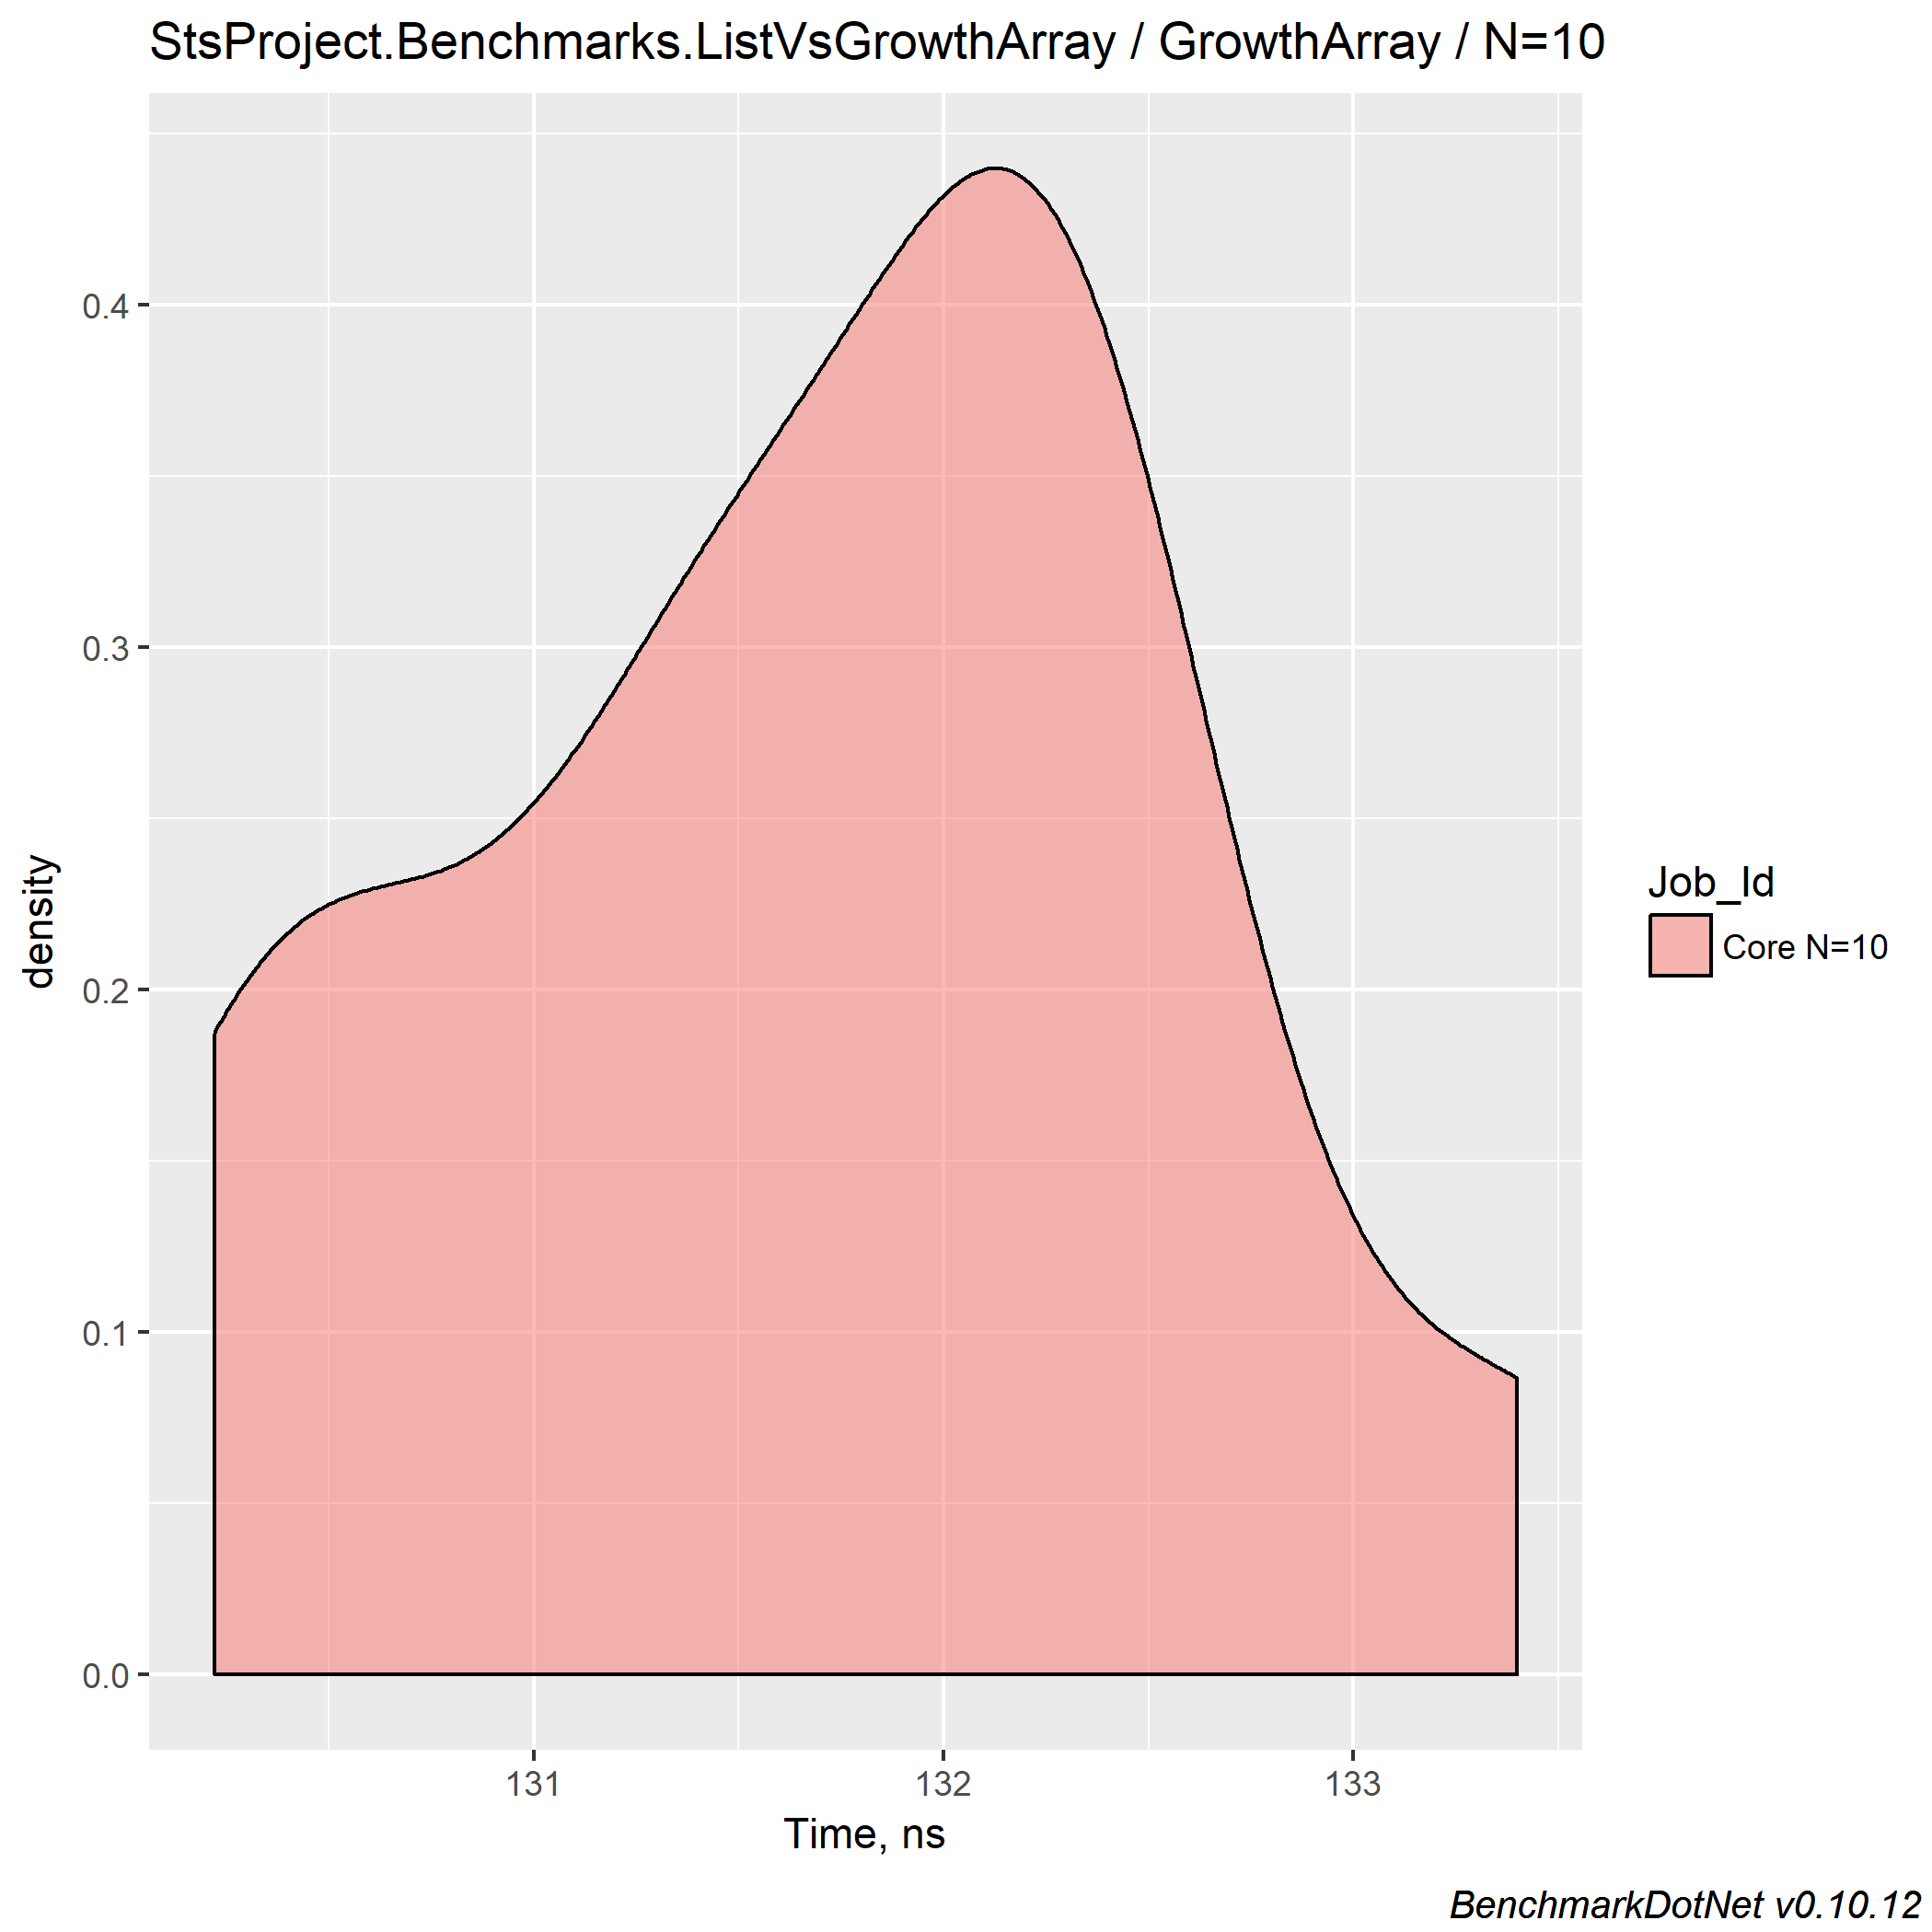 StsProject.Benchmarks.ListVsGrowthArray / GrowthArray / N=10
0.4
0.3
0.2
0.1
0.0
density
131 132 133
Time, ns
Job_Id
Core N=10
BenchmarkDotNet v0.10.12